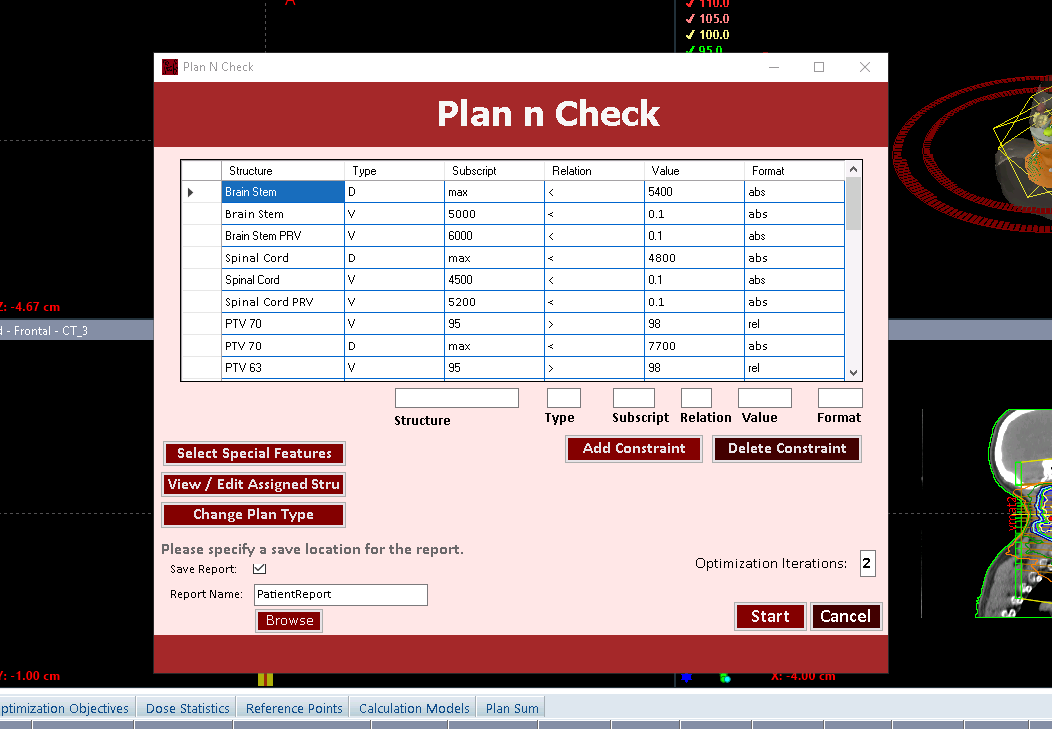 110.0
105.0
100.0
95.0
Plan N Check
Plan n Check
Structure Type Subscript Relation Value Format
Brain Stem D max < 5400 abs
Brain Stem V 5000 < 0.1 abs
Brain Stem PRV V 6000 < 0.1 abs
Spinal Cord D max < 4800 abs
Spinal Cord V 4500 < 0.1 abs
Spinal Cord PRV V 5200 < 0.1 abs
PTV 70 V 95 > 98 rel
PTV 70 D max < 7700 abs
PTV 63 V 95 > 98 rel
Z: -4.67 cm
- Frontal - CT_3
Structure Type Subscript Relation Value Format
Add Constraint Delete Constraint
Select Special Features
View / Edit Assigned Stru
Change Plan Type
Please specify a save location for the report.
Save Report:
Optimization Iterations: 2
Report Name: PatientReport
Browse
Start Cancel
Y: -1.00 cm
X: -4.00 cm
ptimization Objectives Dose Statistics Reference Points Calculation Models Plan Sum